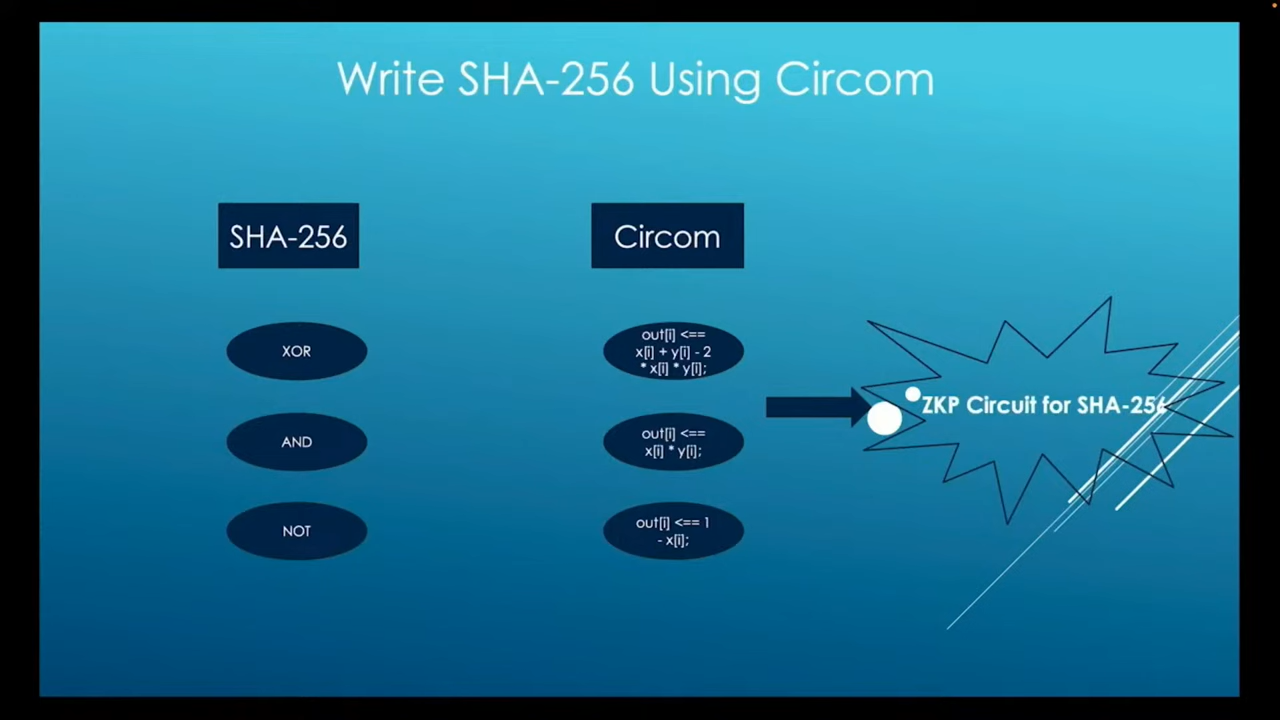 Write SHA-256 Using Circom
SHA-256
Circom
XOR
out[i] <==
x[i] + y[i] - 2
* x[i] * y[i];
AND
out[i] <==
x[i] * y[i];
ZKP Circuit for SHA-256
NOT
out[i] <== 1
- x[i];